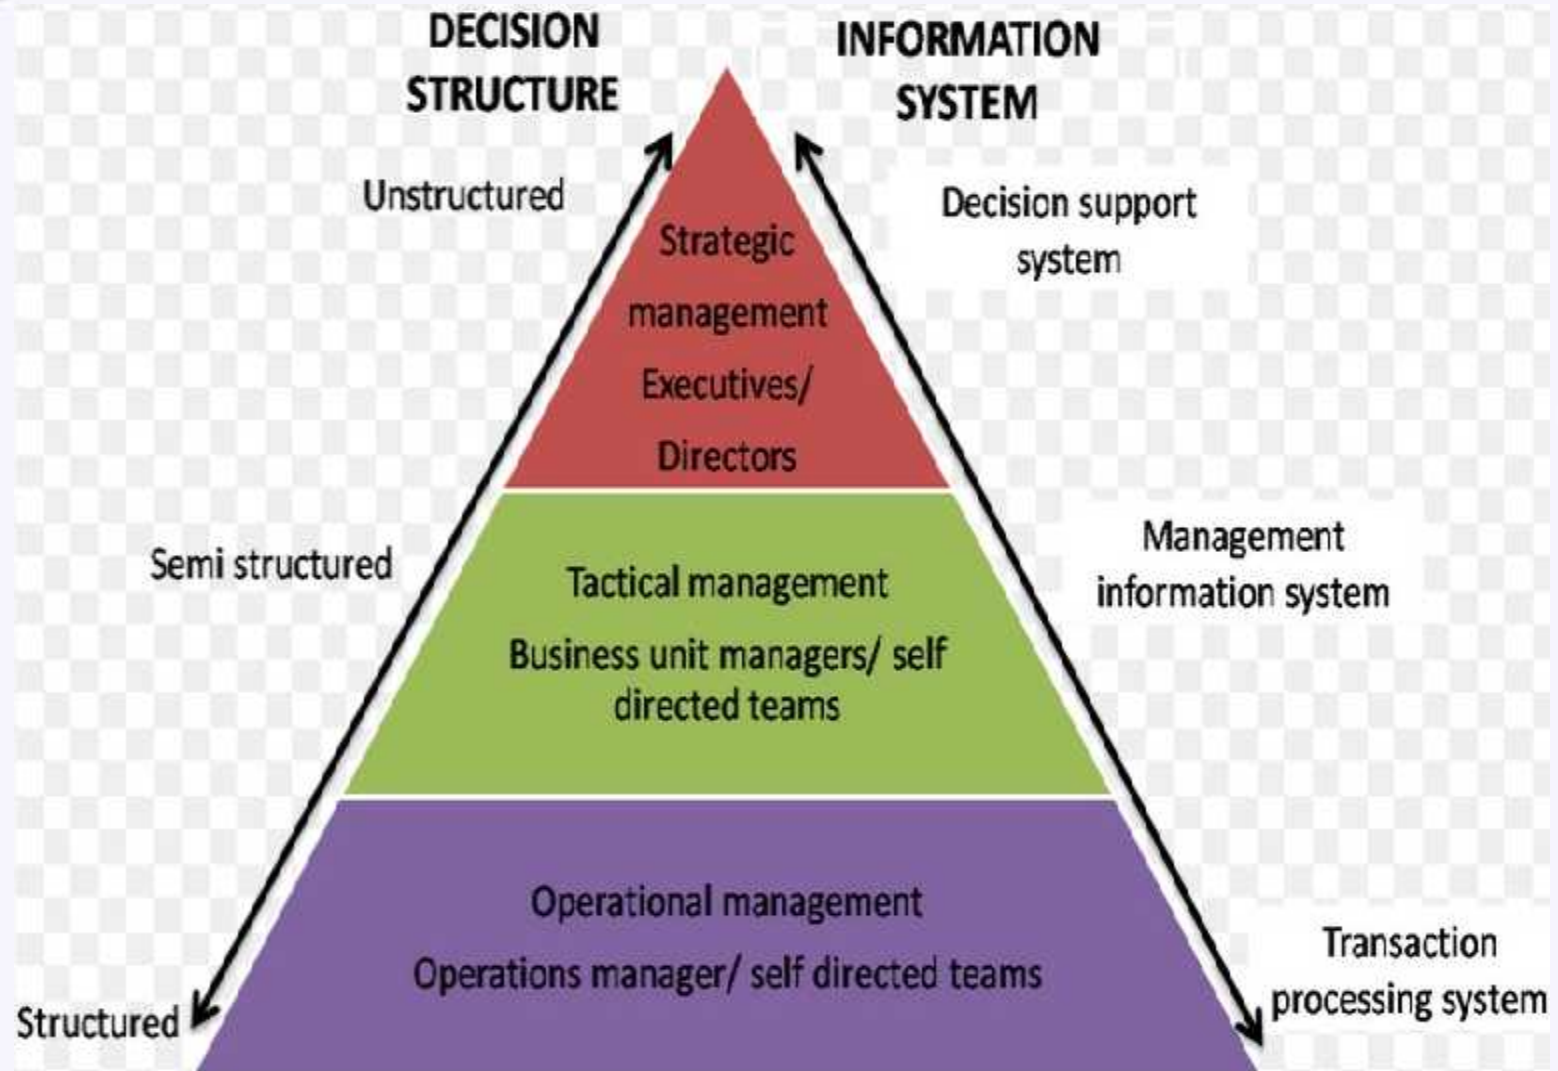 DECISION
STRUCTURE
INFORMATION
SYSTEM
Unstructured
Decision support
system
Strategic
management
Executives/
Directors
Semi structured
Management
information system
Tactical management
Business unit managers/ self
directed teams
Operational management
Operations manager/ self directed teams
Structured
Transaction
processing system